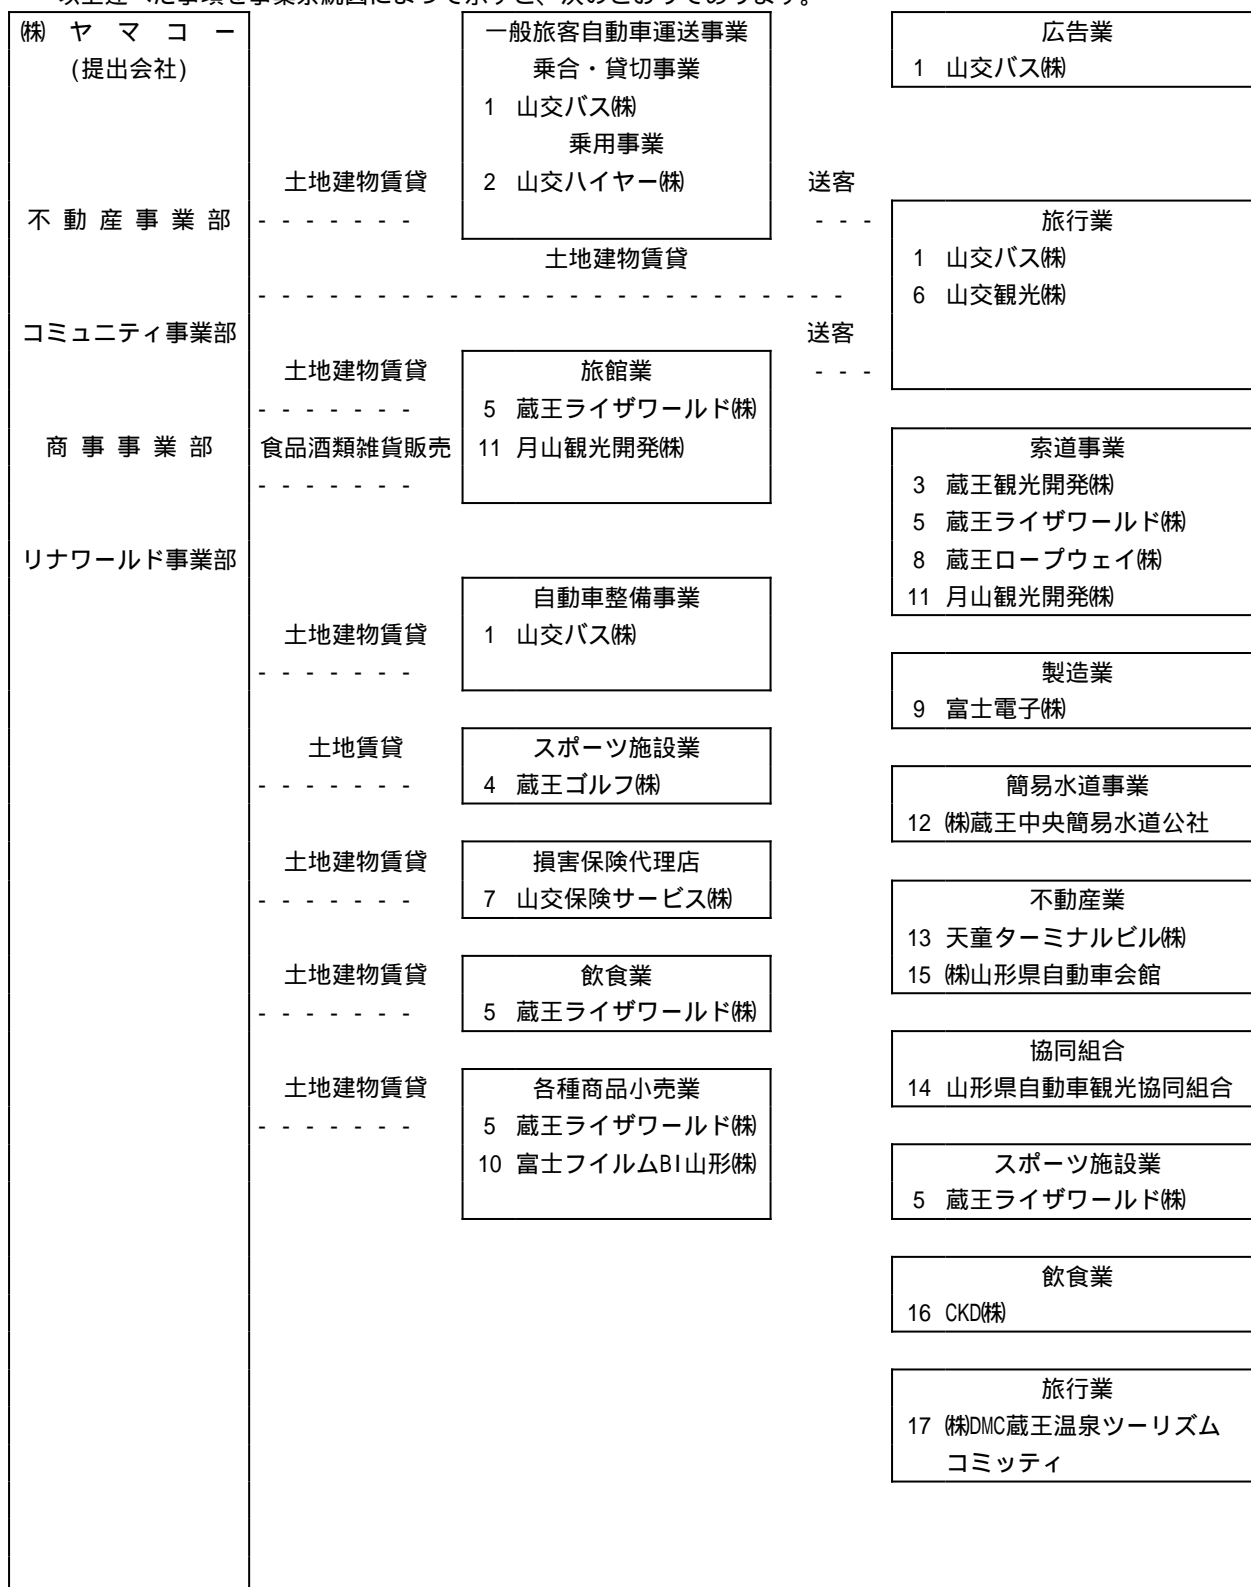 以上述べた事項を事業系統図によって示すと、次のとおりであります。
㈱ヤマコー
(提出会社)
不動産事業部
コミュニティ事業部
商事事業部
リナワールド事業部
土地建物賃貸
- - - - - - -
一般旅客自動車運送事業
乗合・貸切事業
1 山交バス㈱
乗用事業
2 山交ハイヤー㈱
送客
- - -
土地建物賃貸
- - - - - - - - - - - - - - - - - - - - - - - - -
土地建物賃貸
- - - - - - -
食品酒類雑貨販売
- - - - - - -
旅館業
5 蔵王ライザワールド㈱
11 月山観光開発㈱
送客
- - -
土地建物賃貸
- - - - - - -
自動車整備事業
1 山交バス㈱
土地賃貸
- - - - - - -
スポーツ施設業
4 蔵王ゴルフ㈱
土地建物賃貸
- - - - - - -
損害保険代理店
7 山交保険サービス㈱
土地建物賃貸
- - - - - - -
飲食業
5 蔵王ライザワールド㈱
土地建物賃貸
- - - - - - -
各種商品小売業
5 蔵王ライザワールド㈱
10 富士フイルムBI山形㈱
広告業
1 山交バス㈱
旅行業
1 山交バス㈱
6 山交観光㈱
索道事業
3 蔵王観光開発㈱
5 蔵王ライザワールド㈱
8 蔵王ロープウェイ㈱
11 月山観光開発㈱
製造業
9 富士電子㈱
簡易水道事業
12 ㈱蔵王中央簡易水道公社
不動産業
13 天童ターミナルビル㈱
15 ㈱山形県自動車会館
協同組合
14 山形県自動車観光協同組合
スポーツ施設業
5 蔵王ライザワールド㈱
飲食業
16 CKD㈱
旅行業
17 ㈱DMC蔵王温泉ツーリズム
コミッティ